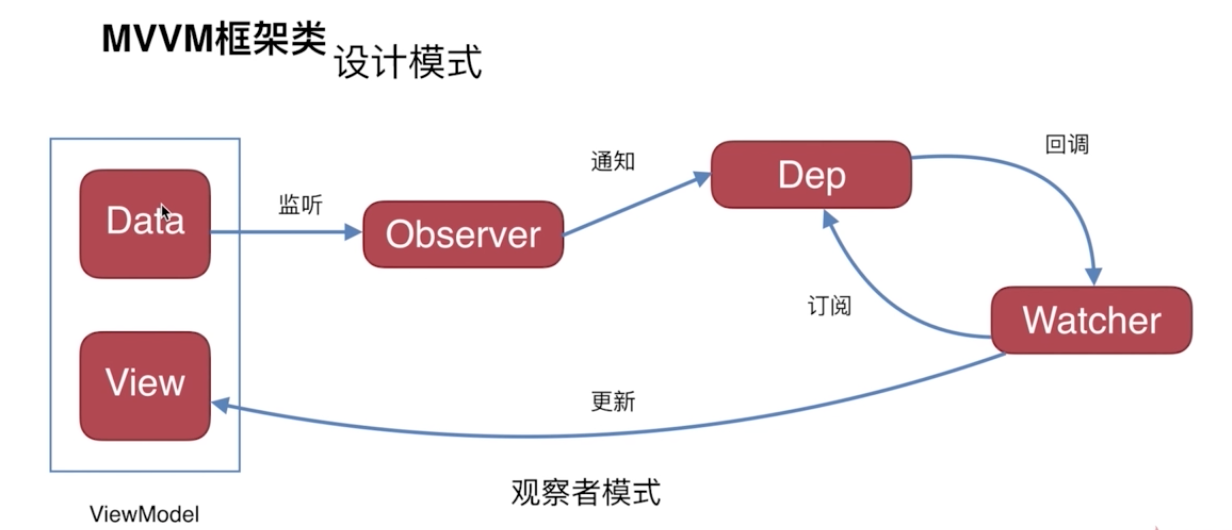 MVVM框架类
设计模式
回调
通知
Dep
监听
Data
Observer
订阅
Watcher
View
更新
观察者模式
ViewModel